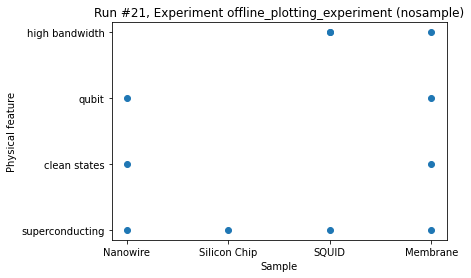 Run #21, Experiment offline_plotting_experiment (nosample)
high bandwidth
qubit
clean states
superconducting
Physical feature
Nanowire Silicon Chip SQUID Membrane
Sample